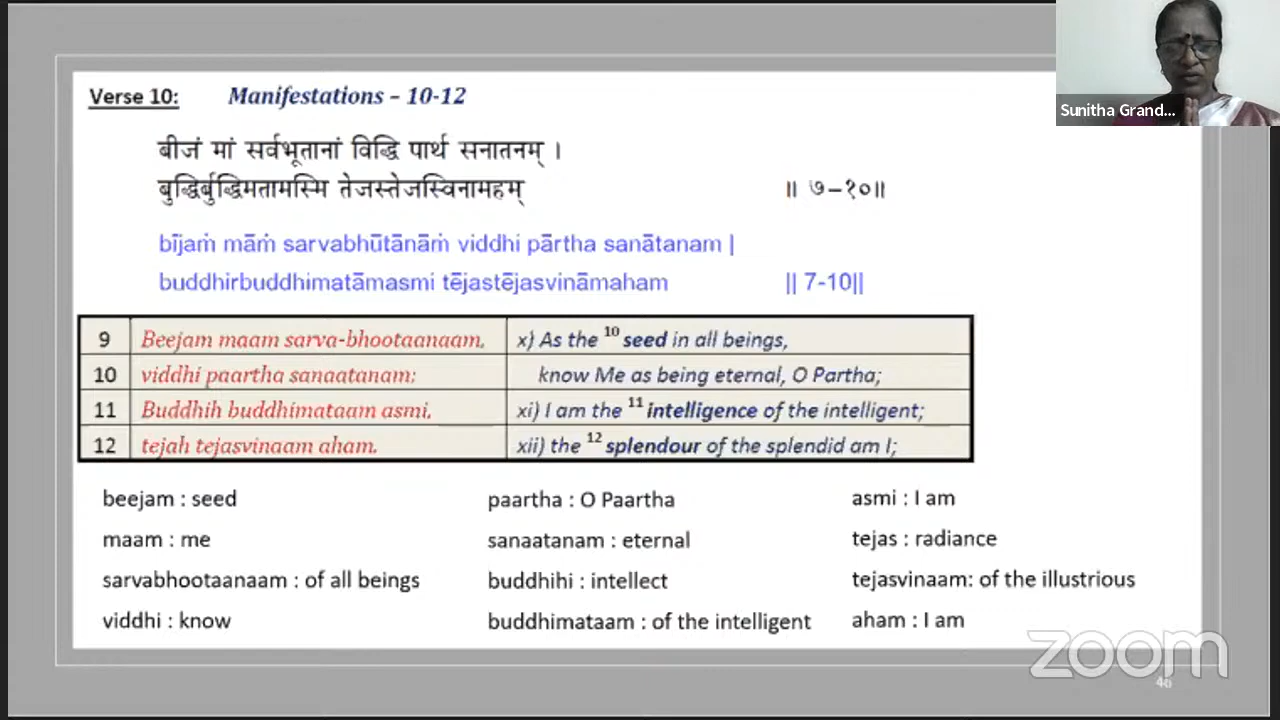 Verse 10: Manifestations – 10-12
Sunitha Grand...
बीजं मां सर्वभूतानां विद्धि पार्थ सनातनम् ।
बुद्धिर्बुद्धिमतामस्मि तेजस्तेजस्विनामहम् ॥ ७-१०॥
bījaṁ māṁ sarvabhūtānāṁ viddhi pārtha sanātanam |
buddhirbuddhimatāmasmi tējastējasvināmaham || 7-10||
9 Beejam maam sarva-bhootaanaam, x) As the 10 seed in all beings,
10 viddhi paartha sanaatanam; know Me as being eternal, O Partha;
11 Buddhih buddhimataam asmi, xi) I am the 11 intelligence of the intelligent;
12 tejah tejasvinaam aham. xii) the 12 splendour of the splendid am I;
beejam : seed paartha : O Paartha asmi : I am
maam : me sanaatanam : eternal tejas : radiance
sarvabhootaanaam : of all beings buddhihi : intellect tejasvinaam: of the illustrious
viddhi : know buddhimataam : of the intelligent aham : I am
zoom
46